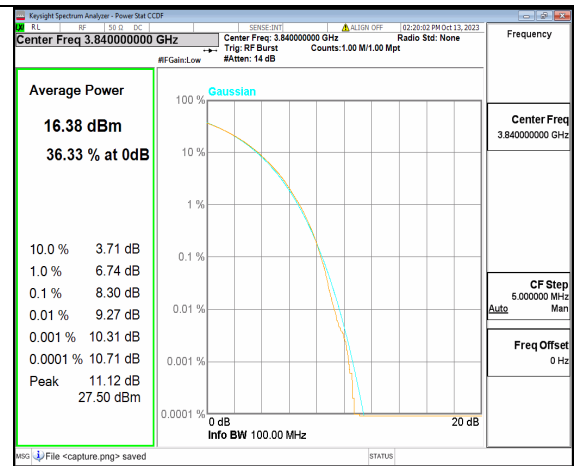 Keysight Spectrum Analyzer - Power Stat CCDF
RL RF 50 Ω DC SENSE:INT ALIGN OFF 02:20:02 PM Oct 13, 2023
Center Freq 3.840000000 GHz
Center Freq: 3.840000000 GHz Radio Std: None
Trig: RF Burst Counts:1.00 M/1.00 Mpt
#IFGain:Low #Atten: 14 dB
Frequency
Average Power
16.38 dBm
36.33 % at 0dB
10.0 % 3.71 dB
1.0 % 6.74 dB
0.1 % 8.30 dB
0.01 % 9.27 dB
0.001 % 10.31 dB
0.0001 % 10.71 dB
Peak 11.12 dB
27.50 dBm
Gaussian
100 %
10 %
1 %
0.1 %
0.01 %
0.001 %
0.0001 %
0 dB 20 dB
Info BW 100.00 MHz
Center Freq
3.840000000 GHz
CF Step
5.000000 MHz
Auto Man
Freq Offset
0 Hz
MSG File <capture.png> saved STATUS